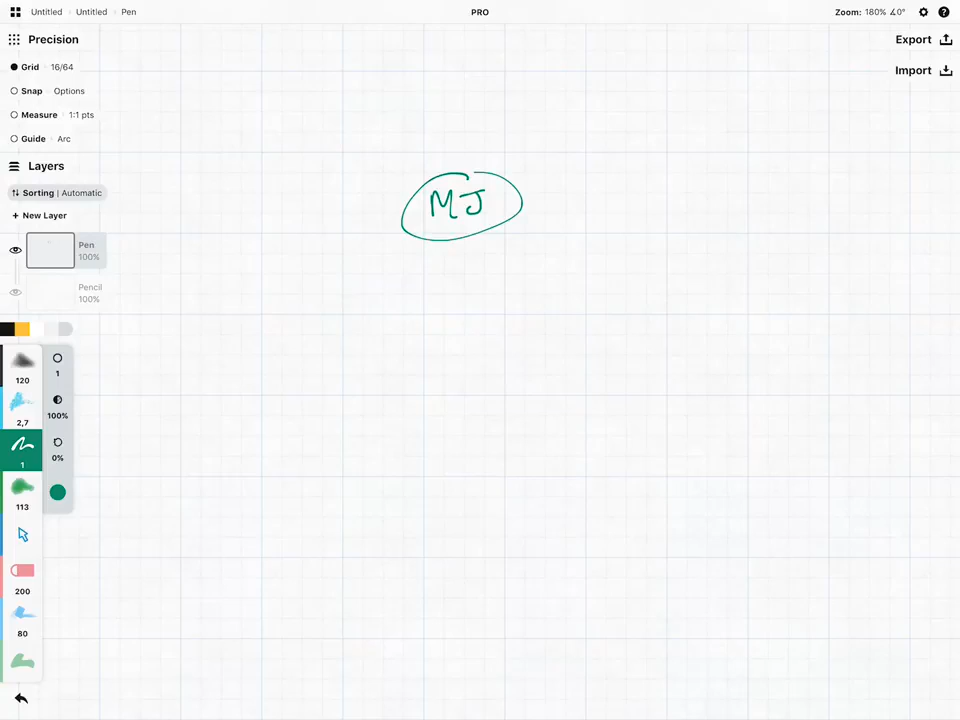 Untitled Untitled Pen PRO Zoom: 180% ∡0°
Precision Export
Grid 16/64 Import
Snap Options
Measure 1:1 pts
Guide Arc
Layers
Sorting | Automatic
+ New Layer
Pen
100%
Pencil
100%
MJ
120 1
2,7 100%
1 0%
113
200
80